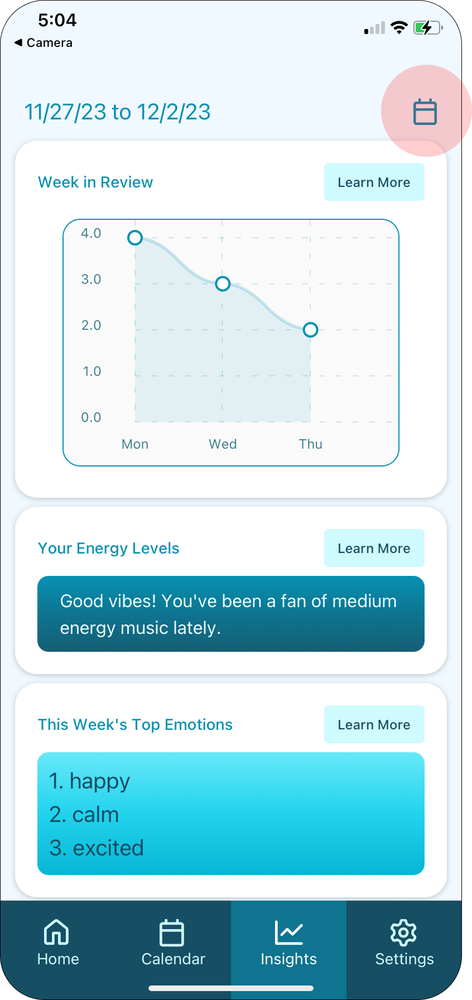 5:04
◀ Camera
11/27/23 to 12/2/23
Week in Review
Learn More
4.0
3.0
2.0
1.0
0.0
Mon Wed Thu
Your Energy Levels
Learn More
Good vibes! You've been a fan of medium
energy music lately.
This Week's Top Emotions
Learn More
1. happy
2. calm
3. excited
Home Calendar Insights Settings